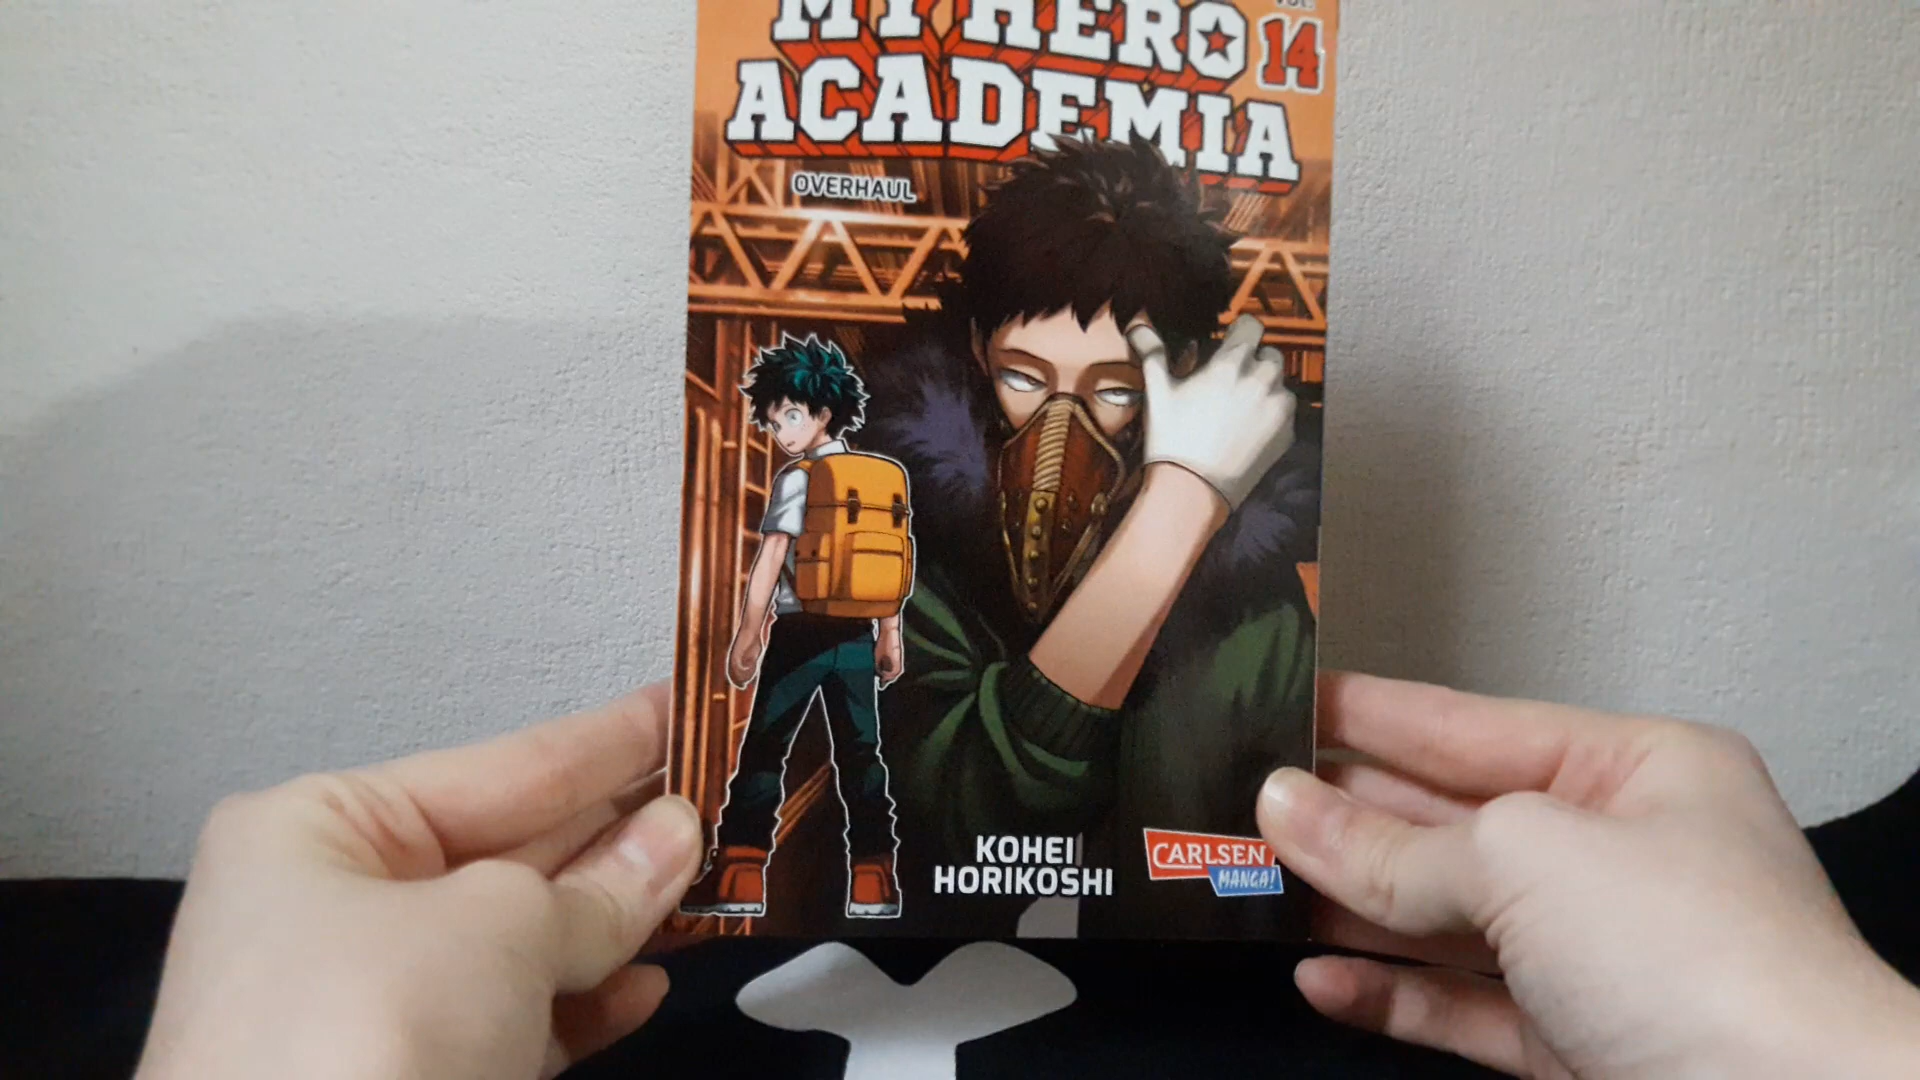 MY HERO
VOL.
14
ACADEMIA
OVERHAUL
KOHEI
HORIKOSHI
CARLSEN
MANGA!